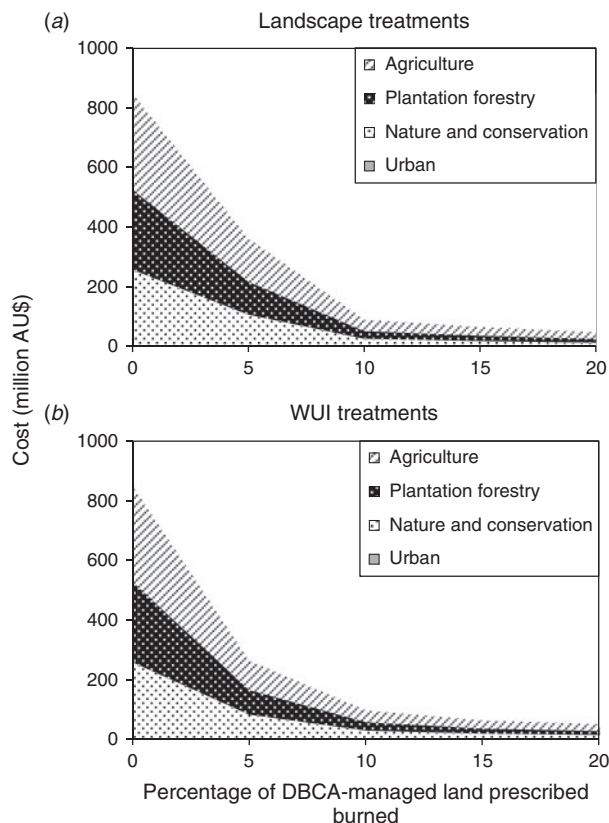 (a) Landscape treatments
1000
800
600
400
200
0
Agriculture
Plantation forestry
Nature and conservation
Urban
0 5 10 15 20
(b) WUI treatments
1000
800
600
400
200
0
Agriculture
Plantation forestry
Nature and conservation
Urban
0 5 10 15 20
Cost (million AU$)
Percentage of DBCA-managed land prescribed
burned